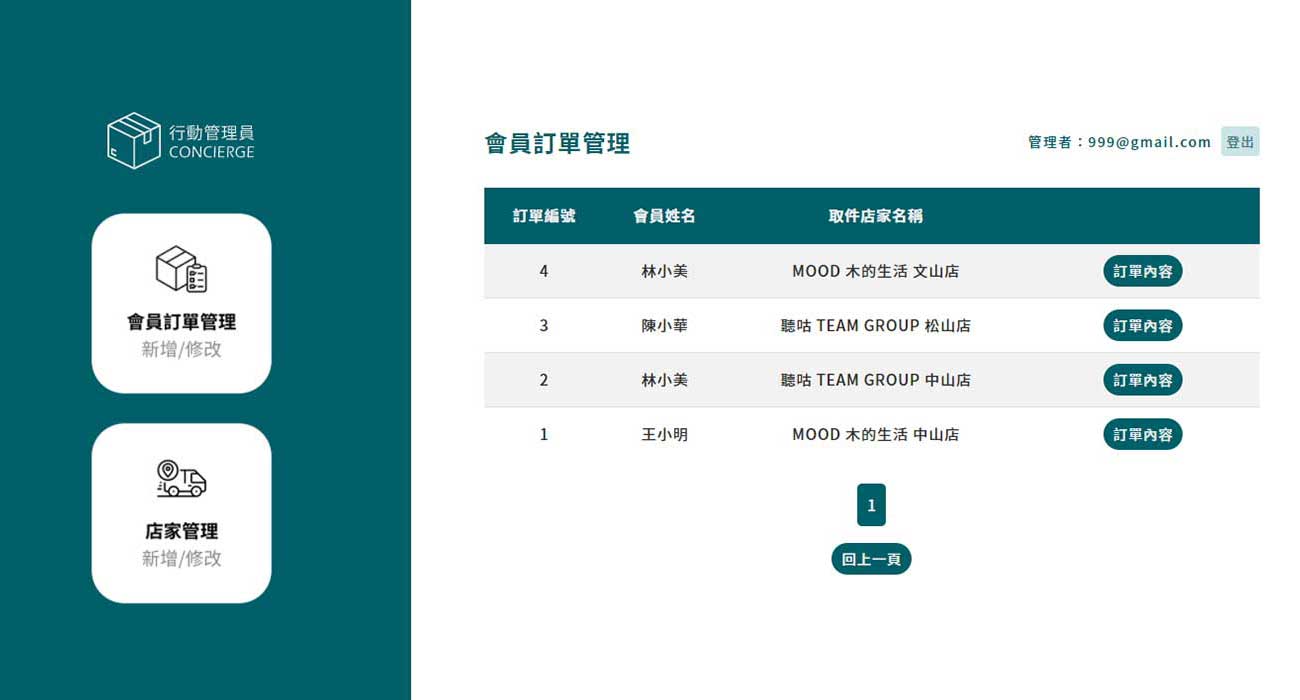 行動管理員
CONCIERGE
會員訂單管理
新增/修改
店家管理
新增/修改
會員訂單管理
管理者：999@gmail.com 登出
訂單編號 會員姓名 取件店家名稱
4 林小美 MOOD 木的生活 文山店 訂單內容
3 陳小華 聽咕 TEAM GROUP 松山店 訂單內容
2 林小美 聽咕 TEAM GROUP 中山店 訂單內容
1 王小明 MOOD 木的生活 中山店 訂單內容
1
回上一頁